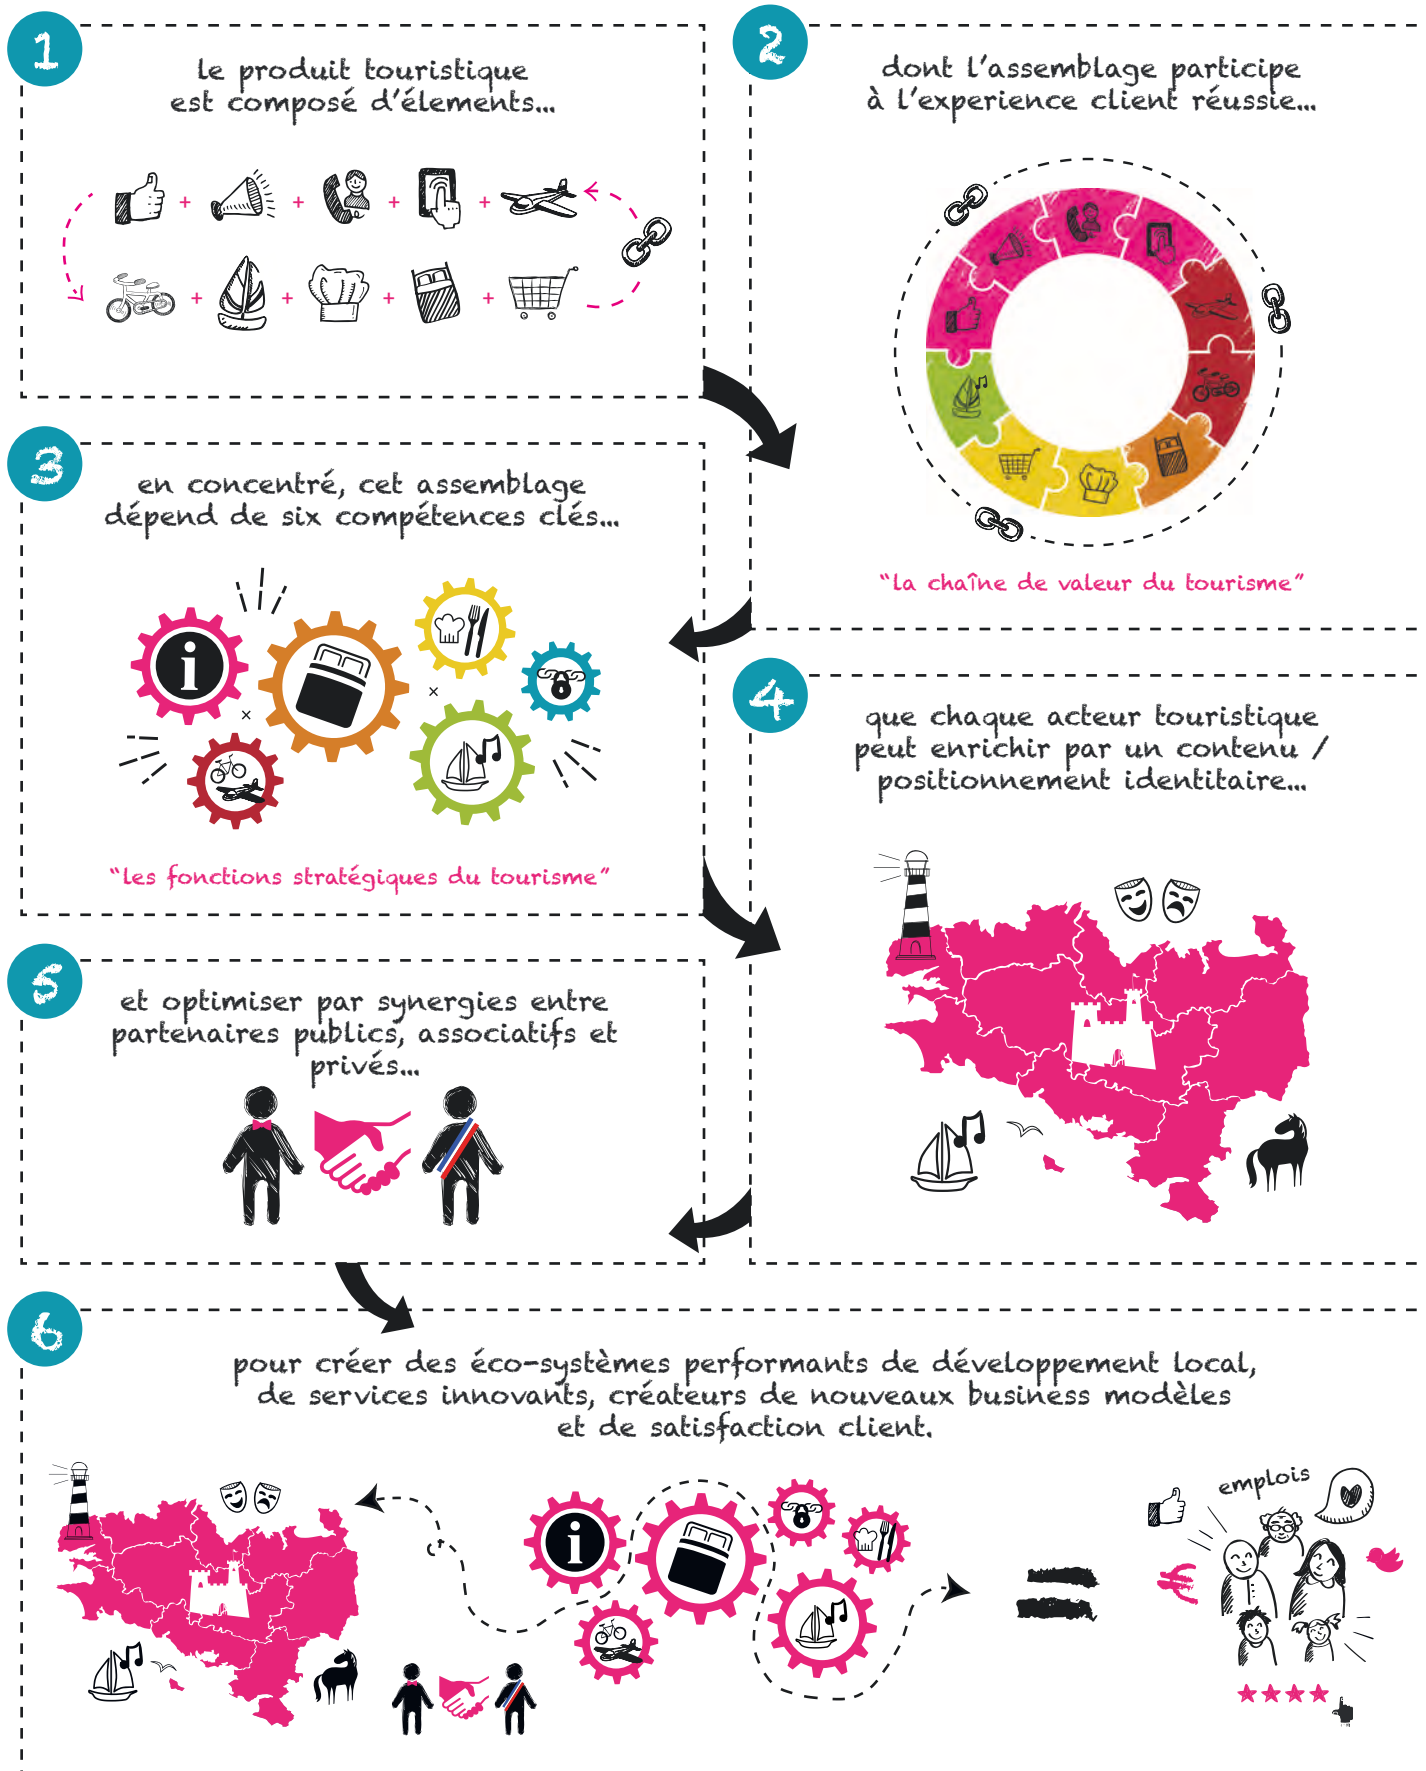 1
le produit touristique
est composé d'élements...
2
dont l'assemblage participe
à l'experience client réussie...
"la chaîne de valeur du tourisme"
3
en concentré, cet assemblage
dépend de six compétences clés...
i
x
x
"les fonctions stratégiques du tourisme"
4
que chaque acteur touristique
peut enrichir par un contenu /
positionnement identitaire...
5
et optimiser par synergies entre
partenaires publics, associatifs et
privés...
6
pour créer des éco-systèmes performants de développement local,
de services innovants, créateurs de nouveaux business modèles
et de satisfaction client.
i
=
€
emplois